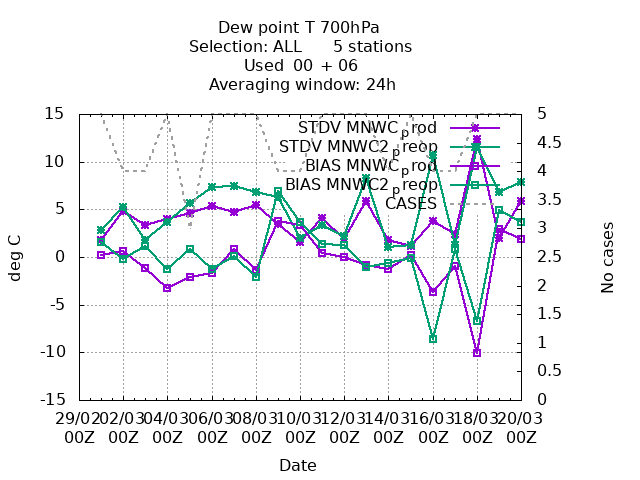 Dew point T 700hPa
Selection: ALL 5 stations
Used 00 + 06
Averaging window: 24h
STDV MNWC_prod
STDV MNWC2_preop
BIAS MNWC_prod
BIAS MNWC2_preop
CASES
15
10
5
0
-5
-10
-15
deg C
5
4.5
4
3.5
3
2.5
2
1.5
1
0.5
0
No cases
29/02 02/03 04/03 06/03 08/03 10/03 12/03 14/03 16/03 18/03 20/03
00Z 00Z 00Z 00Z 00Z 00Z 00Z 00Z 00Z 00Z 00Z
Date